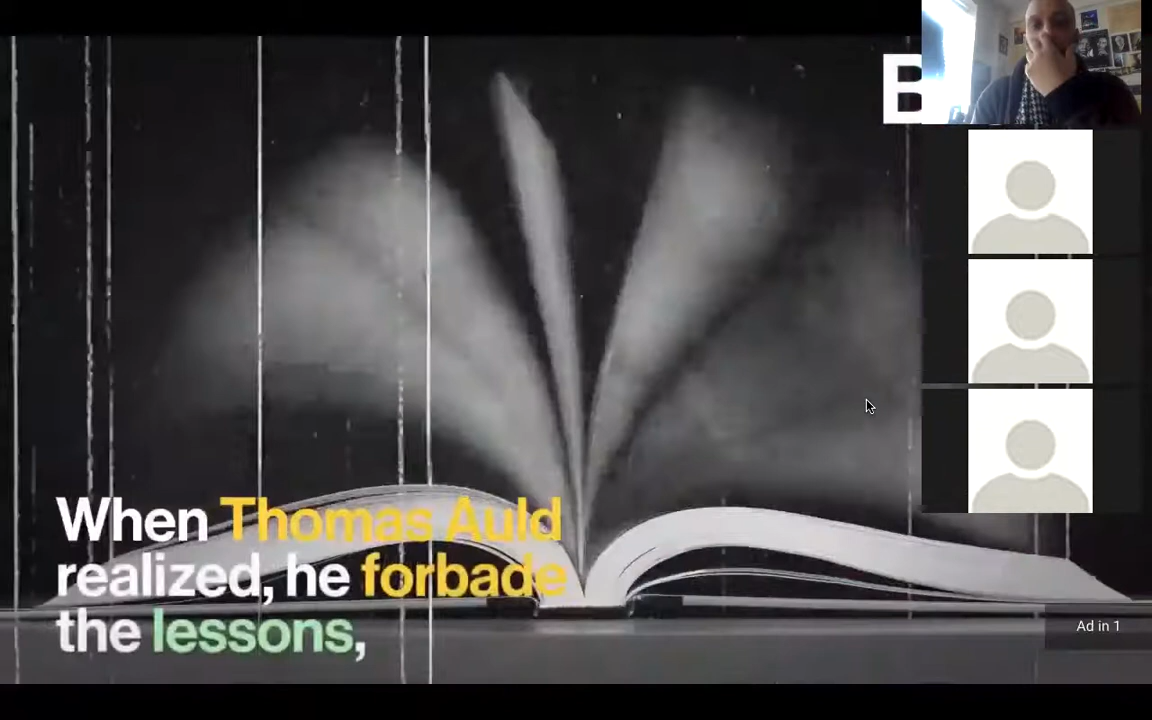 B
When Thomas Auld
realized, he forbade
the lessons,
Ad in 1